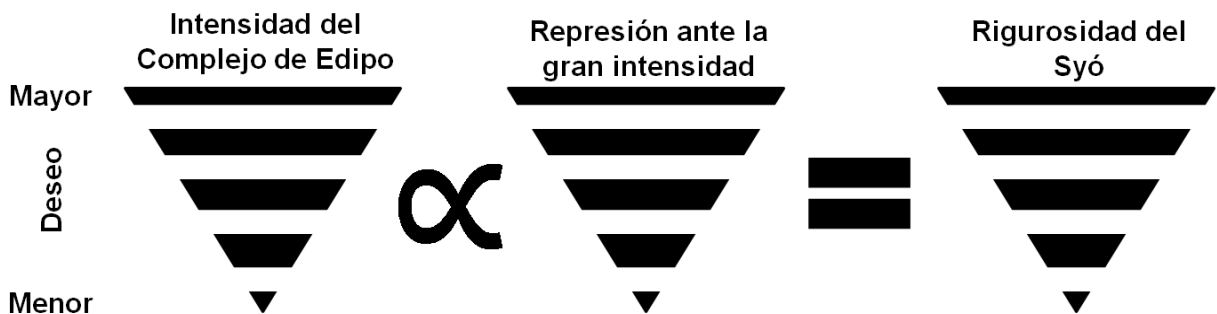 Intensidad del
Complejo de Edipo
Represión ante la
gran intensidad
Rigurosidad del
Syó
Mayor
Deseo
Menor
∝
=